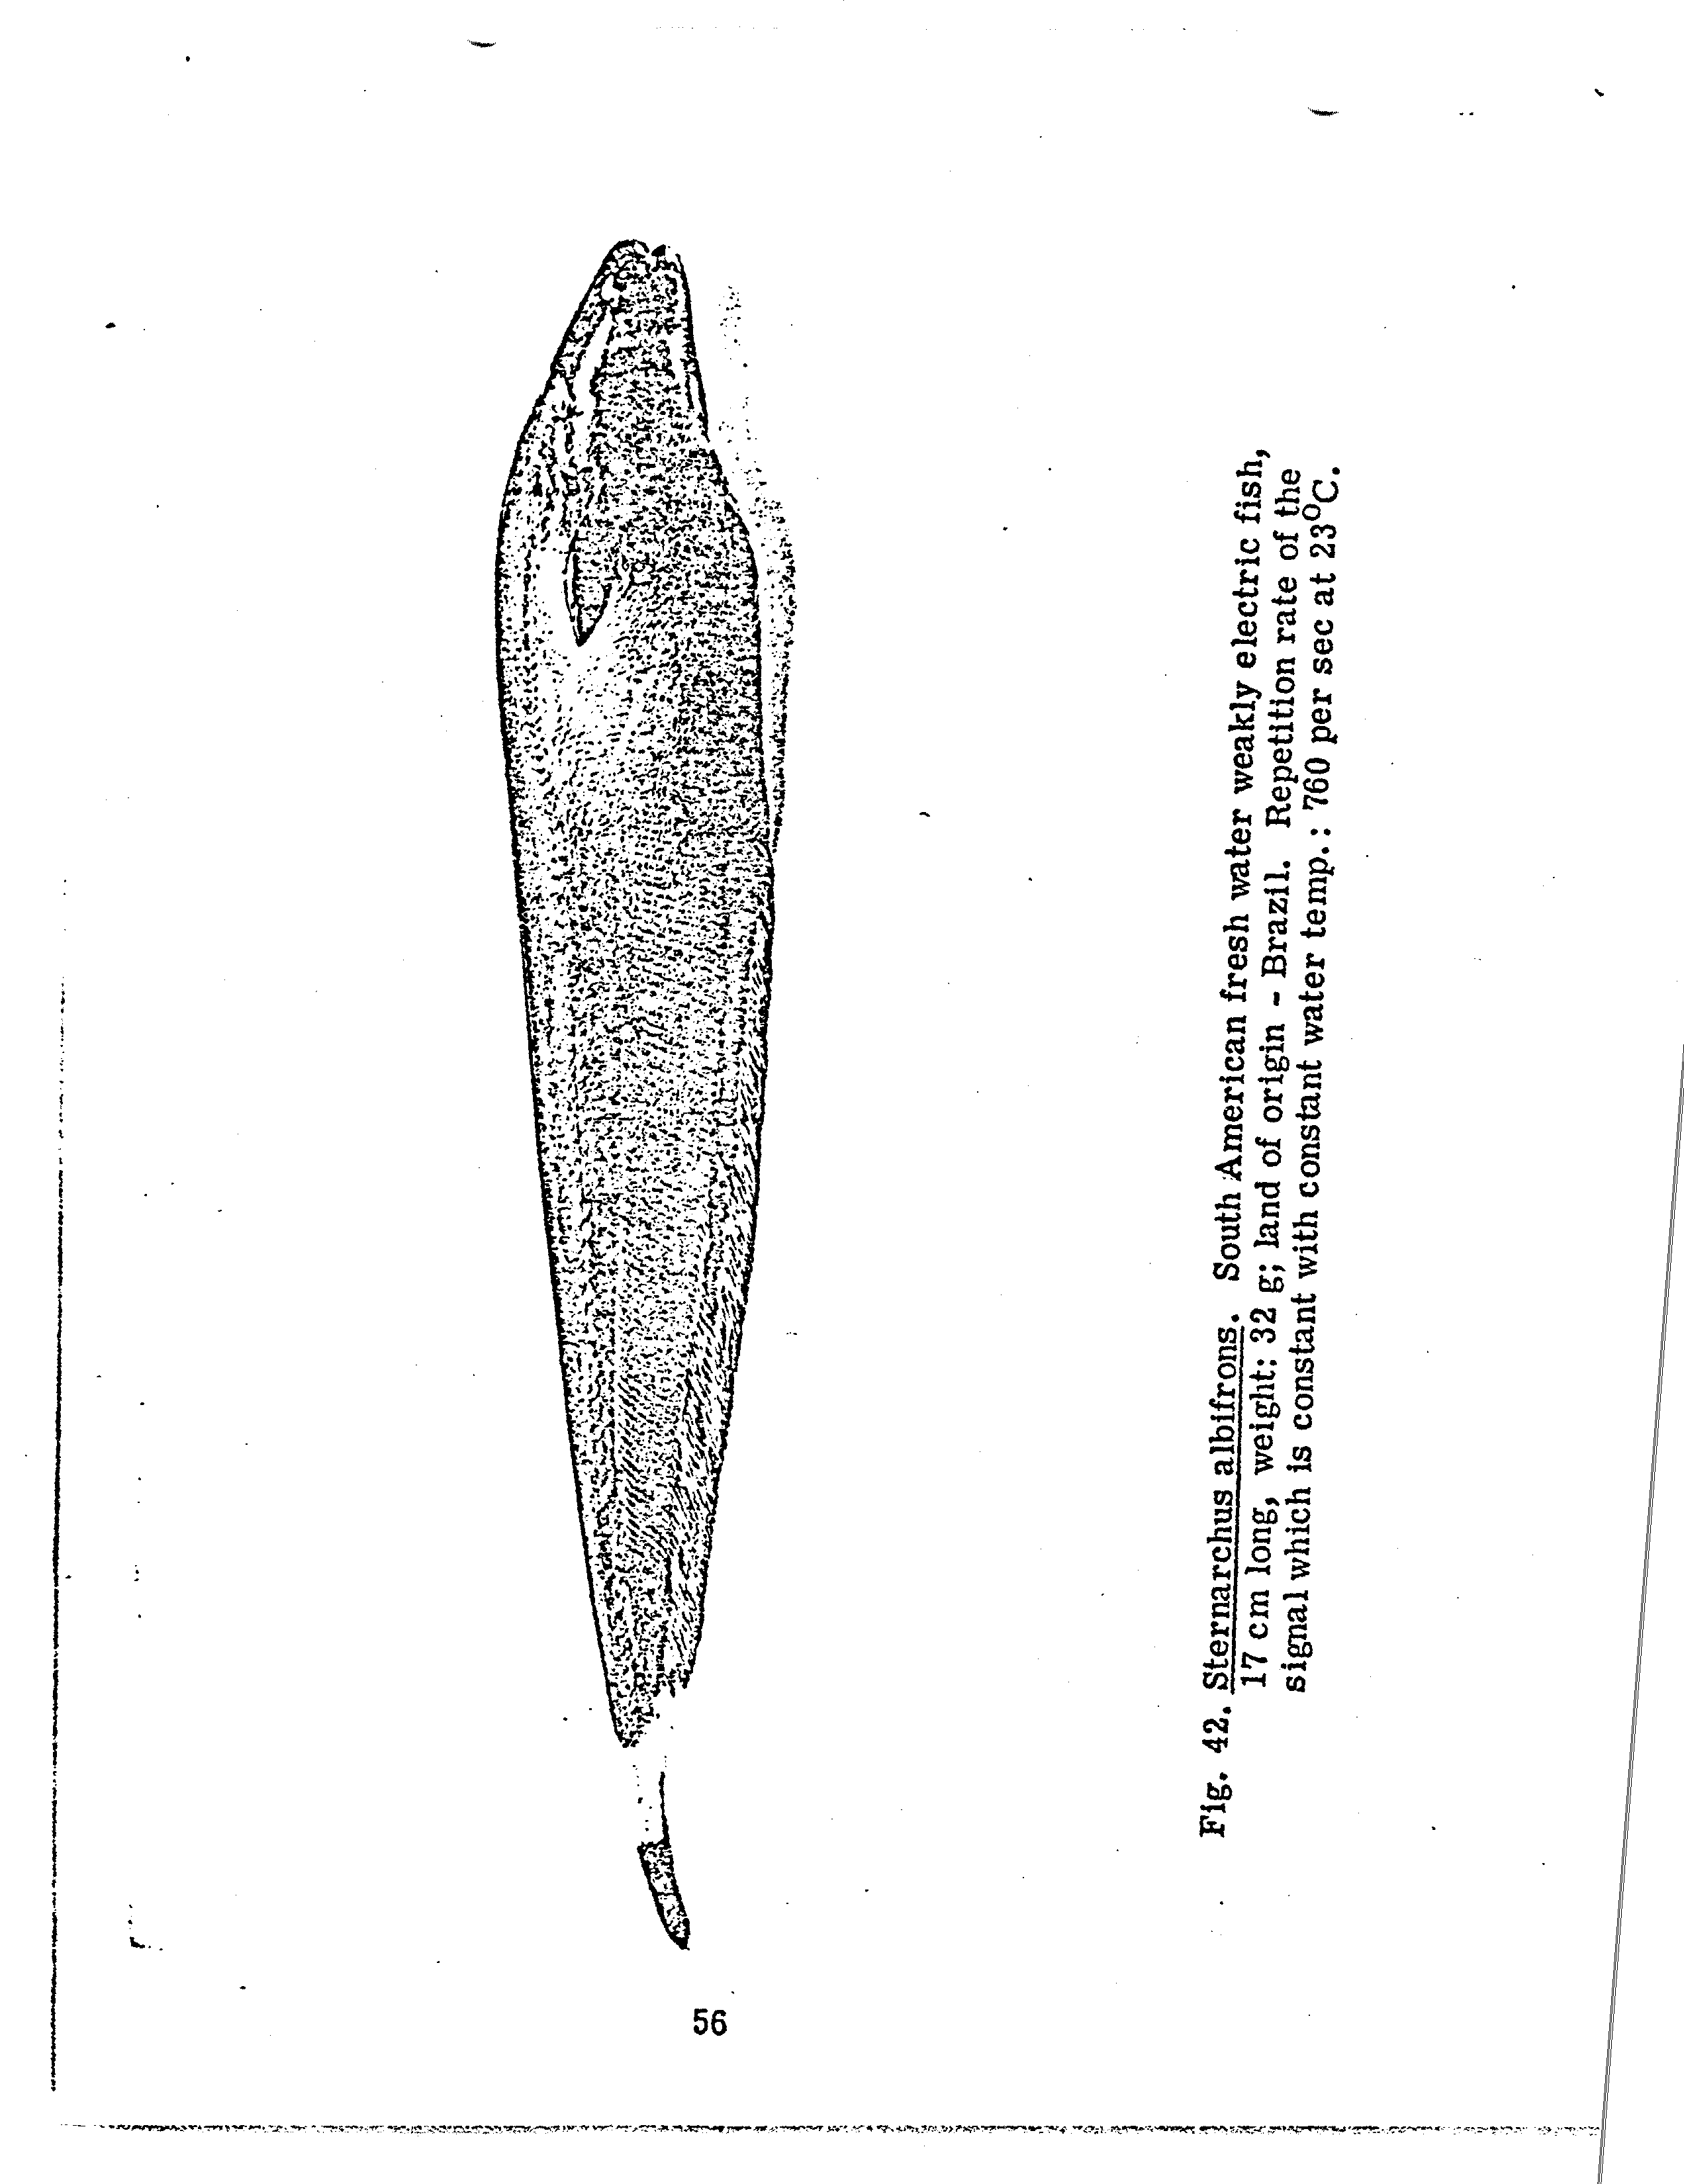 Fig. 42. Sternarchus albifrons. South American fresh water weakly electric fish,
17 cm long, weight: 32 g; land of origin - Brazil. Repetition rate of the
signal which is constant with constant water temp.: 760 per sec at 23°C.
56